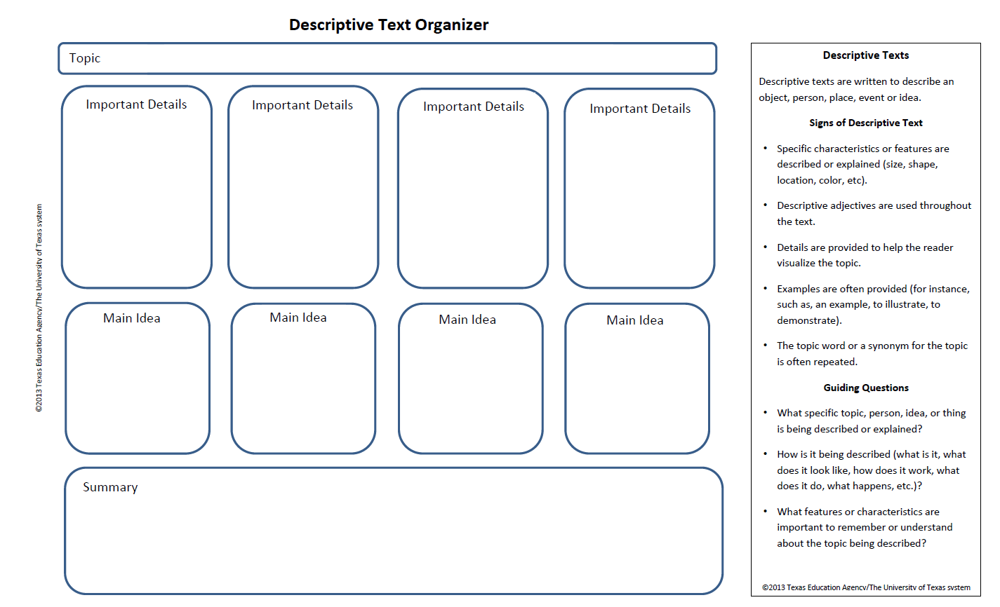 Descriptive Text Organizer
Topic
Important Details
Important Details
Important Details
Important Details
Main Idea
Main Idea
Main Idea
Main Idea
Summary
©2013 Texas Education Agency/The University of Texas system
Descriptive Texts
Descriptive texts are written to describe an
object, person, place, event or idea.
Signs of Descriptive Text
• Specific characteristics or features are
described or explained (size, shape,
location, color, etc).
• Descriptive adjectives are used throughout
the text.
• Details are provided to help the reader
visualize the topic.
• Examples are often provided (for instance,
such as, an example, to illustrate, to
demonstrate).
• The topic word or a synonym for the topic
is often repeated.
Guiding Questions
• What specific topic, person, idea, or thing
is being described or explained?
• How is it being described (what is it, what
does it look like, how does it work, what
does it do, what happens, etc.)?
• What features or characteristics are
important to remember or understand
about the topic being described?
©2013 Texas Education Agency/The University of Texas system